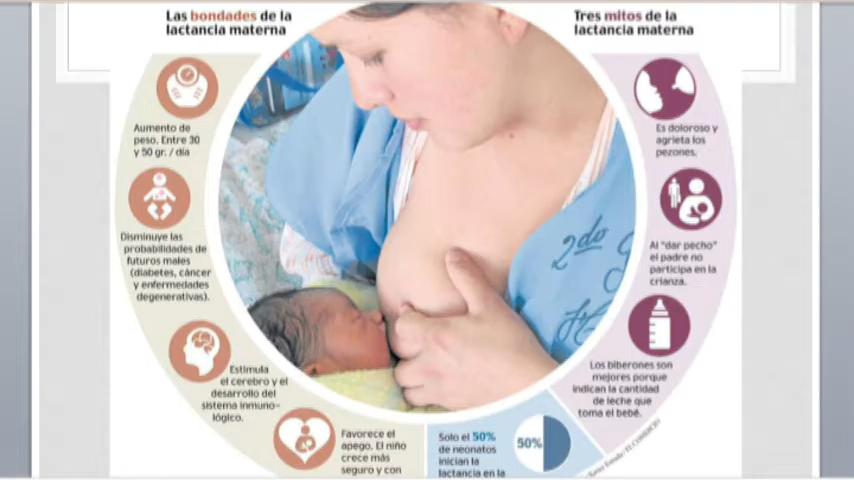 Las bondades de la
lactancia materna
Aumento de
peso. Entre 30
y 50 gr. / día
Disminuye las
probabilidades de
futuros males
(diabetes, cáncer
y enfermedades
degenerativas).
Estimula
el cerebro y el
desarrollo del
sistema inmuno-
lógico.
Favorece el
apego. El niño
crece más
seguro y con
Solo el 50%
de neonatos
inician la
lactancia en la
50%
Tres mitos de la
lactancia materna
Es doloroso y
agrieta los
pezones.
Al "dar pecho"
el padre no
participa en la
crianza.
Los biberones son
mejores porque
indican la cantidad
de leche que
toma el bebé.
2do
/ EL COMERCIO